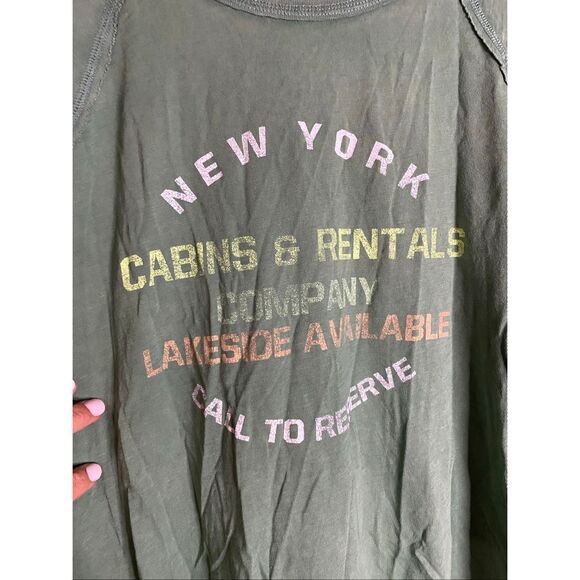 NEW YORK
CABINS & RENTALS
COMPANY
LAKESIDE AVAILABLE
CALL TO RESERVE